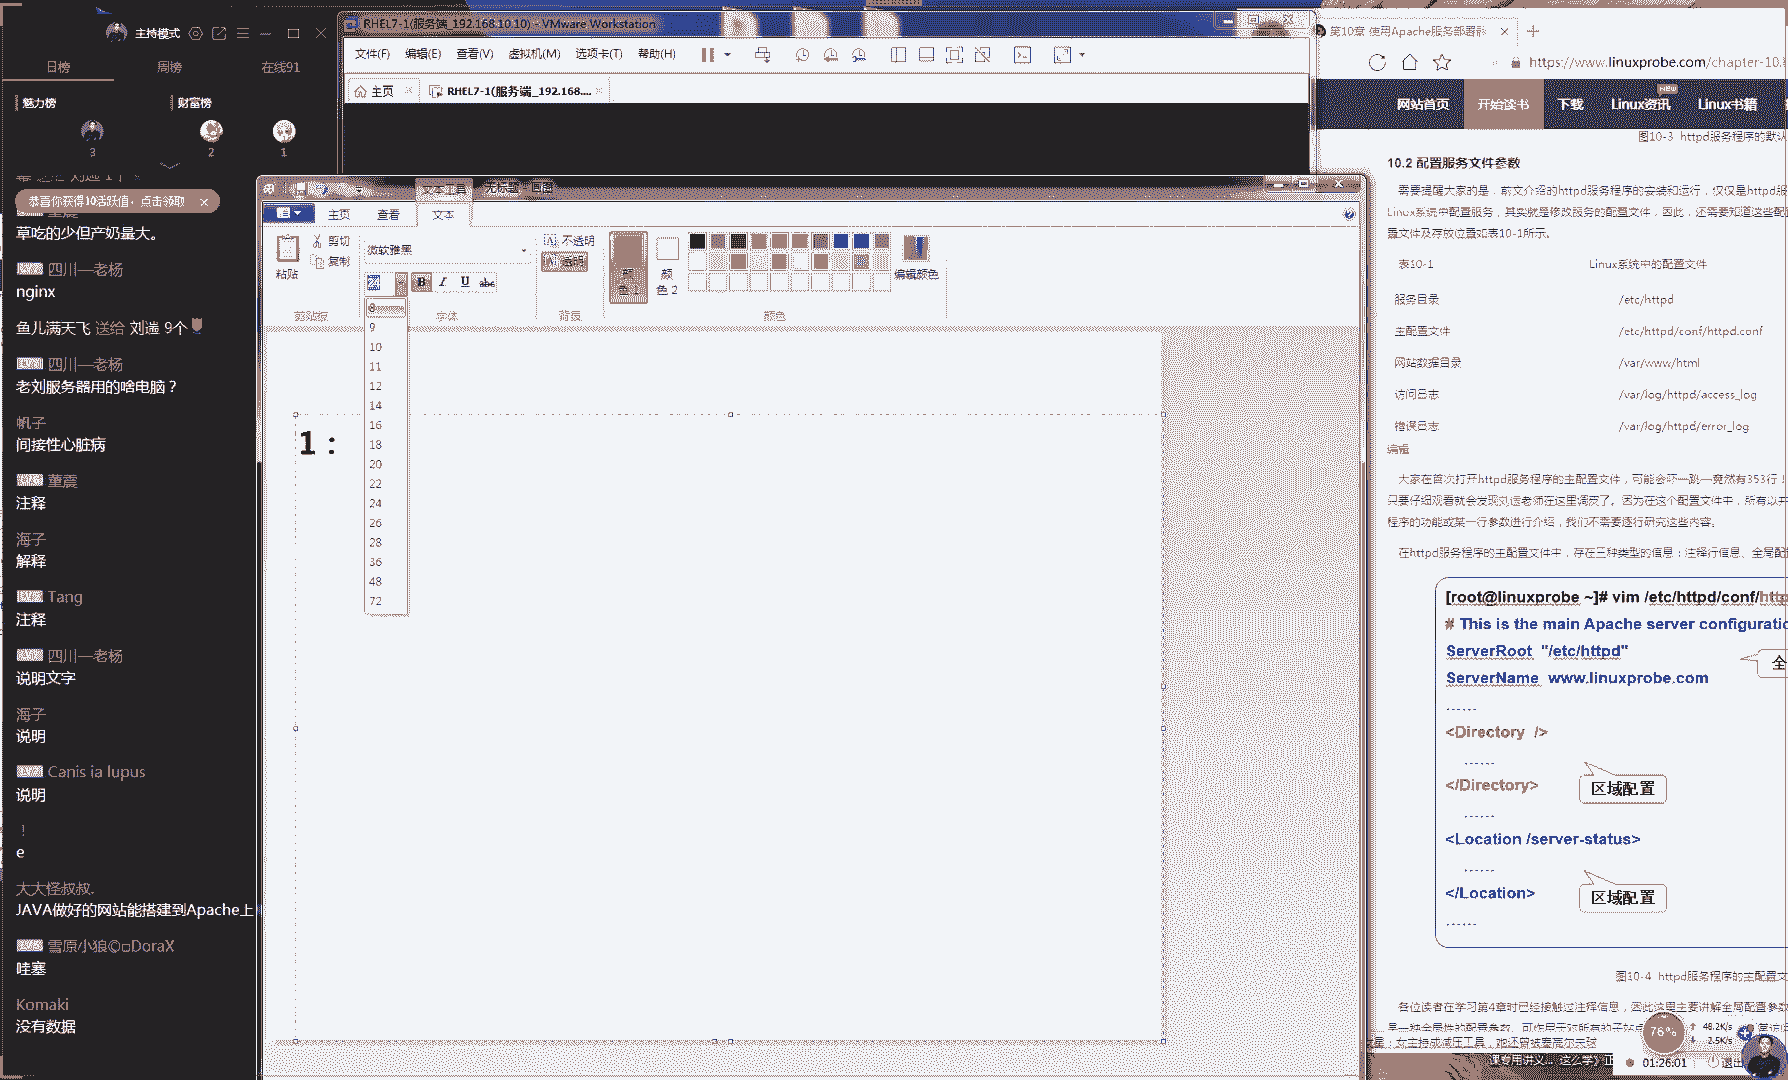 主持模式
日榜
周榜
在线91
魅力榜
财富榜
3
2
1
恭喜你获得10活跃值，点击领取
草吃的少但产奶量大。
四川—老杨
nginx
鱼儿满天飞 送给 刘遄 9个
四川—老杨
老刘服务器用的啥电脑？
帆子
间接性心脏病
董震
注释
海子
解释
Tang
注释
四川—老杨
说明文字
海子
说明
Canis ia lupus
说明
！
e
大大怪叔叔.
JAVA做好的网站能搭建到Apache上
雪原小狼©□DoraX
哇塞
Komaki
没有数据
RHEL7-1(服务端_192.168.10.10) - VMware Workstation
文件(F)
编辑(E)
查看(V)
虚拟机(M)
选项卡(T)
帮助(H)
主页
RHEL7-1(服务端_192.168....
文本工具
无标题 - 画图
主页
查看
文本
粘贴
剪切
复制
剪贴板
微软雅黑
B
I
U
abc
字体
不透明
透明
背景
颜色 1
颜色 2
编辑颜色
颜色
8
9
10
11
12
14
16
18
20
22
24
26
28
36
48
72
1：
第10章 使用Apache服务部署静
https://www.linuxprobe.com/chapter-10.
网站首页
开始读书
下载
Linux资讯
NEW
Linux书籍
图10-3 httpd服务程序的默认
10.2 配置服务文件参数
需要提醒大家的是，前文介绍的httpd服务程序的安装和运行，仅仅是httpd服
Linux系统中配置服务，其实就是修改服务的配置文件，因此，还需要知道这些配
置文件及存放位置如表10-1所示。
表10-1
Linux系统中的配置文件
服务目录 /etc/httpd
主配置文件 /etc/httpd/conf/httpd.conf
网站数据目录 /var/www/html
访问日志 /var/log/httpd/access_log
错误日志 /var/log/httpd/error_log
编辑
大家在首次打开httpd服务程序的主配置文件，可能会吓一跳—竟然有353行！
只要仔细观看就会发现刘遄老师在这里调皮了。因为在这个配置文件中，所有以井
程序的功能或某一行参数进行介绍，我们不需要逐行研究这些内容。
在httpd服务程序的主配置文件中，存在三种类型的信息：注释行信息、全局配
[root@linuxprobe ~]# vim /etc/httpd/conf/http
# This is the main Apache server configuratio
ServerRoot "/etc/httpd"
全
ServerName www.linuxprobe.com
......
<Directory />
......
</Directory>
区域配置
......
<Location /server-status>
......
</Location>
区域配置
......
图10-4 httpd服务程序的主配置文
各位读者在学习第4章时已经接触过注释信息，因此这里主要讲解全局配置参数
76%
48.2K/s
2.5K/s
01:26:01